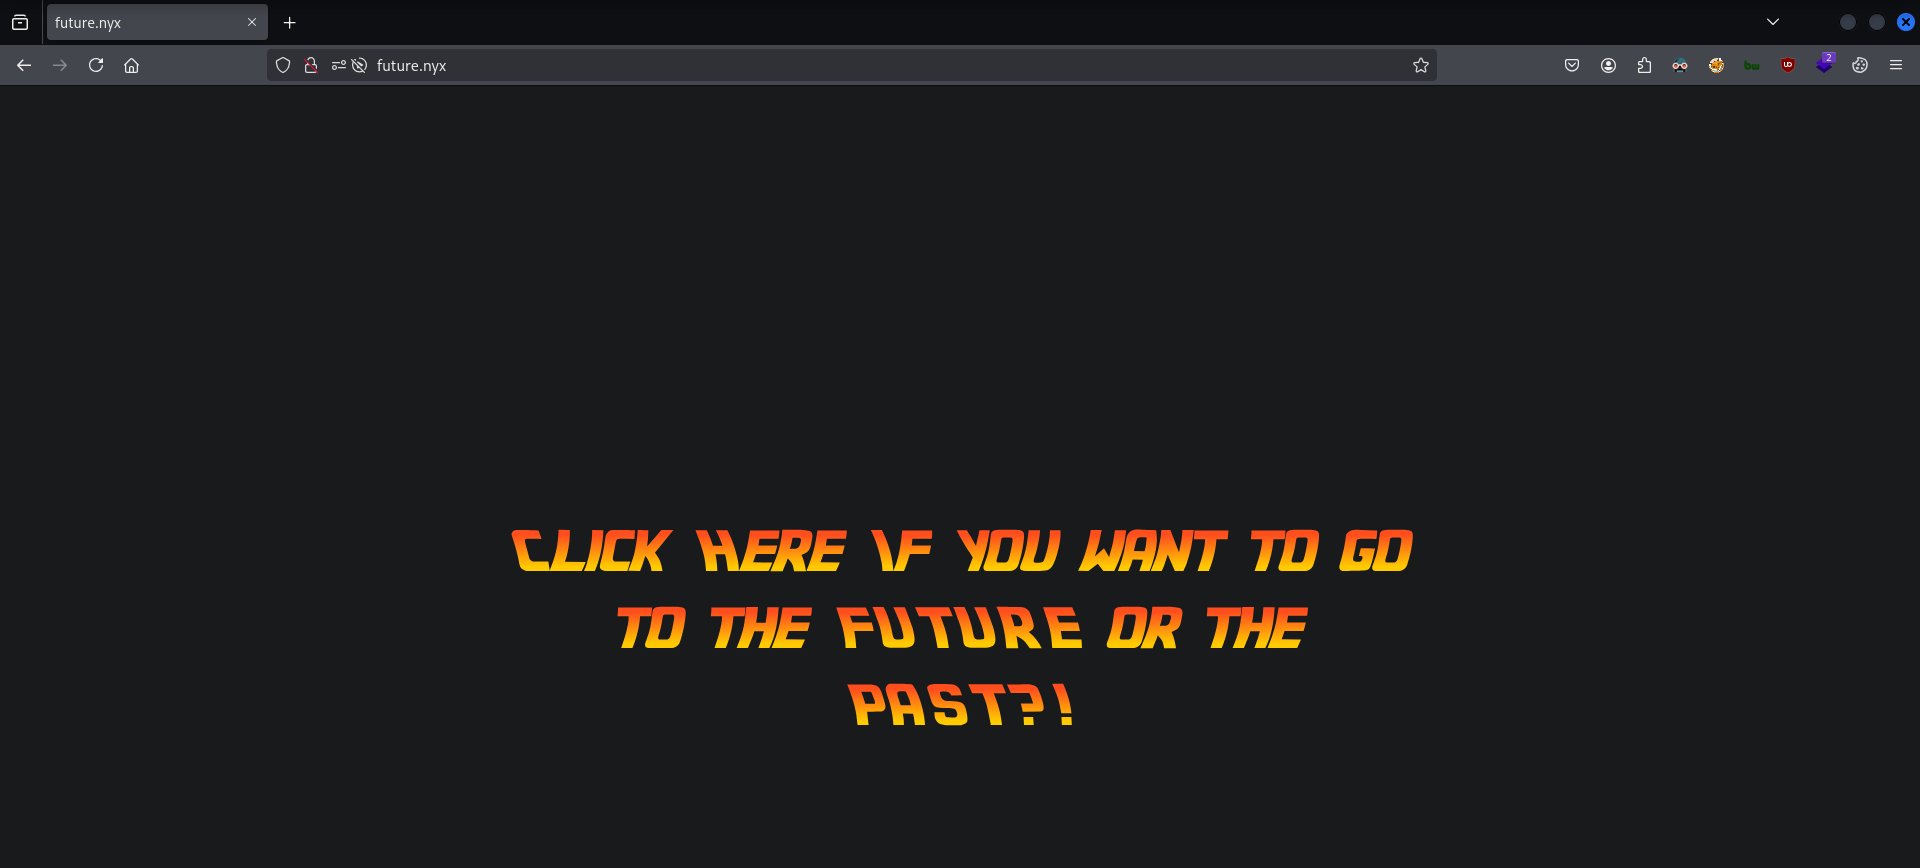 future.nyx
future.nyx
2
CLICK HERE IF YOU WANT TO GO
TO THE FUTURE OR THE
PAST?!